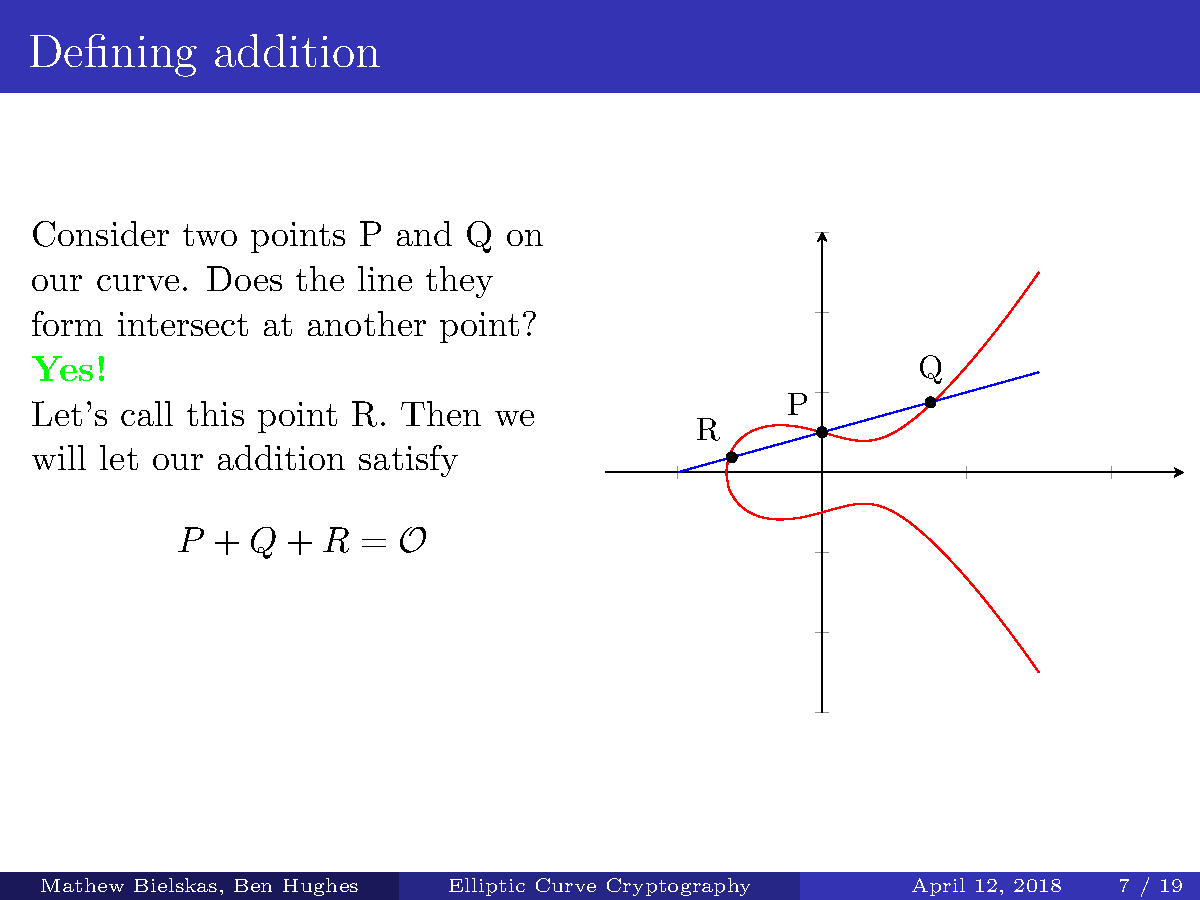 Defining addition
Consider two points P and Q on
our curve. Does the line they
form intersect at another point?
Yes!
Let's call this point R. Then we
will let our addition satisfy
P + Q + R = 𝒪
Q
P
R
Mathew Bielskas, Ben Hughes
Elliptic Curve Cryptography
April 12, 2018
7 / 19